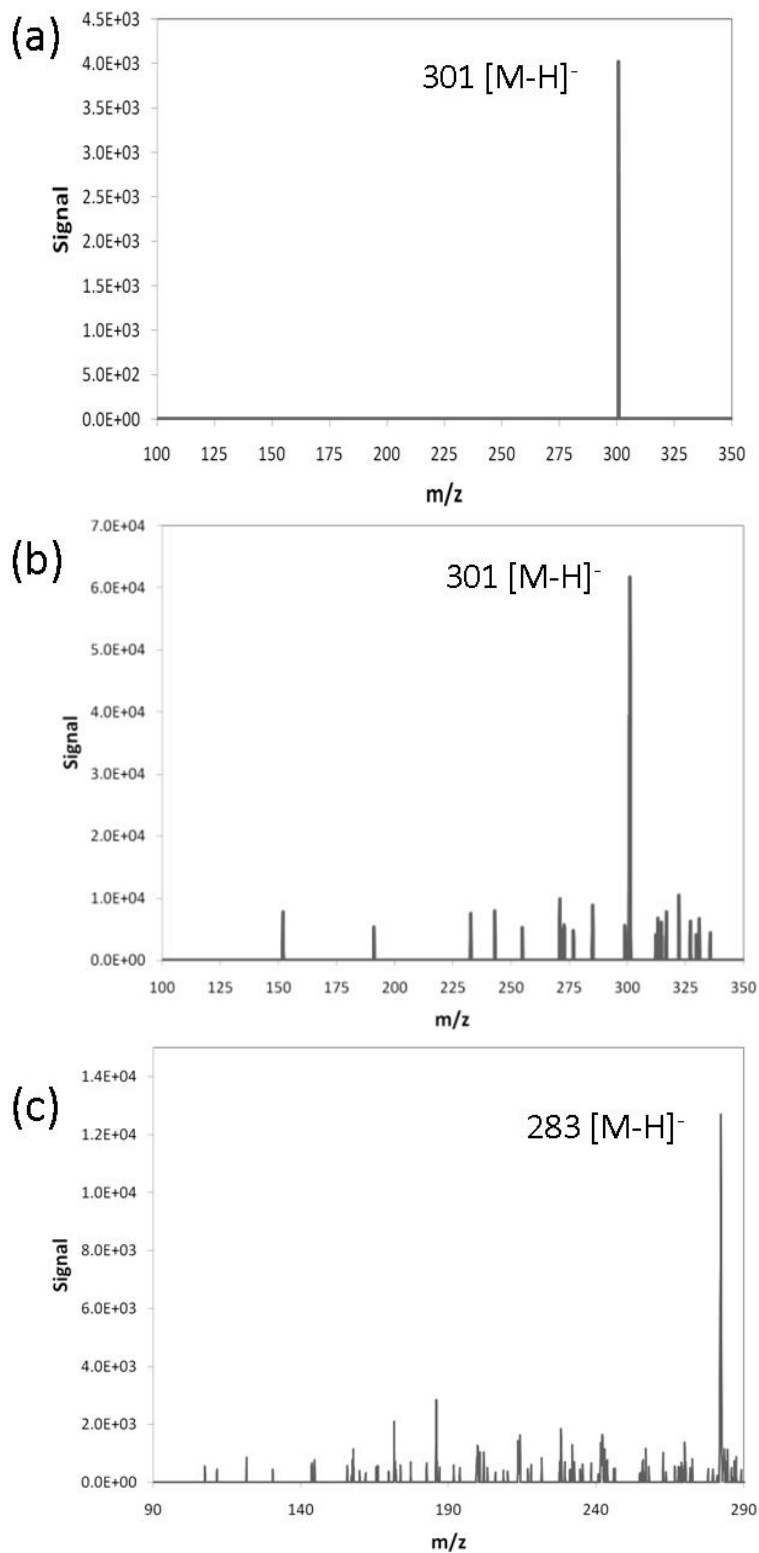 (a)
301 [M-H]-
4.5E+03
4.0E+03
3.5E+03
3.0E+03
2.5E+03
2.0E+03
1.5E+03
1.0E+03
5.0E+02
0.0E+00
Signal
100 125 150 175 200 225 250 275 300 325 350
m/z
(b)
301 [M-H]-
7.0E+04
6.0E+04
5.0E+04
4.0E+04
3.0E+04
2.0E+04
1.0E+04
0.0E+00
Signal
100 125 150 175 200 225 250 275 300 325 350
m/z
(c)
283 [M-H]-
1.4E+04
1.2E+04
1.0E+04
8.0E+03
6.0E+03
4.0E+03
2.0E+03
0.0E+00
Signal
90 140 190 240 290
m/z